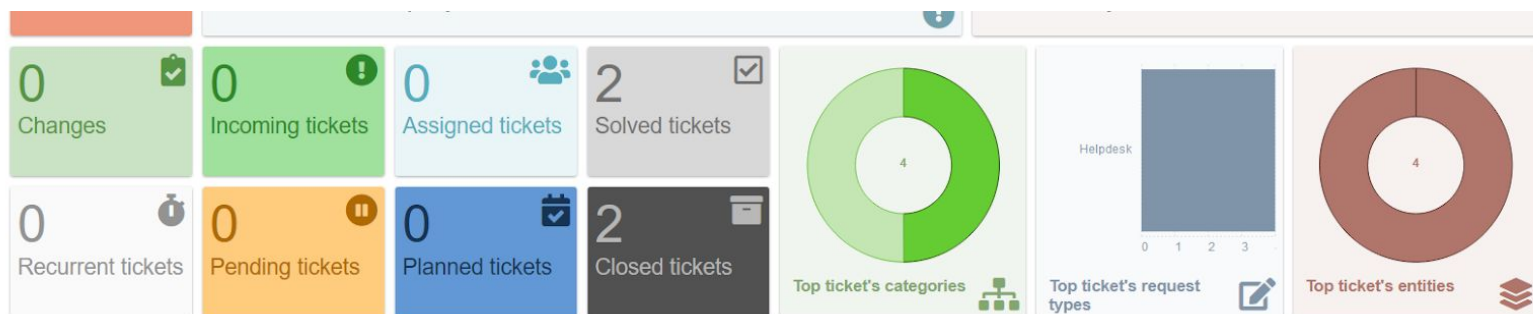 0
Changes
0
Incoming tickets
0
Assigned tickets
2
Solved tickets
0
Recurrent tickets
0
Pending tickets
0
Planned tickets
2
Closed tickets
4
Top ticket's categories
Helpdesk
0 1 2 3
Top ticket's request
types
4
Top ticket's entities